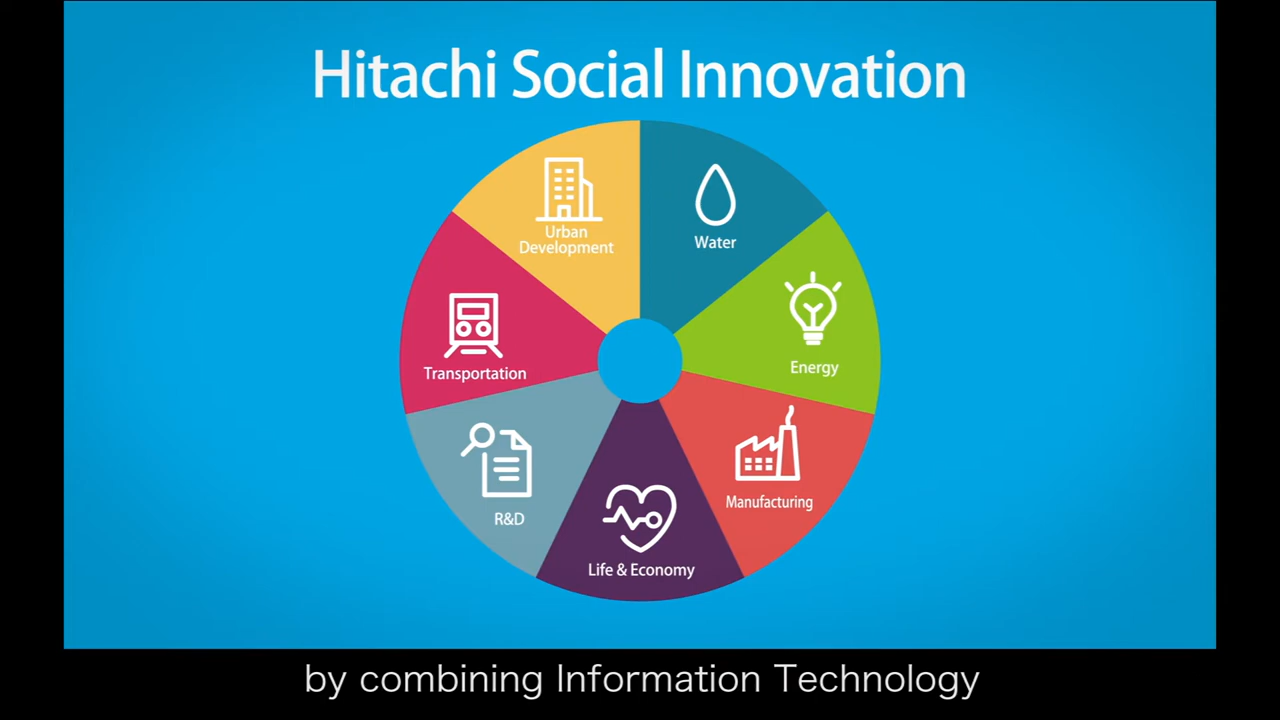 Hitachi Social Innovation
Urban
Development
Water
Transportation
Energy
R&D
Manufacturing
Life & Economy
by combining Information Technology